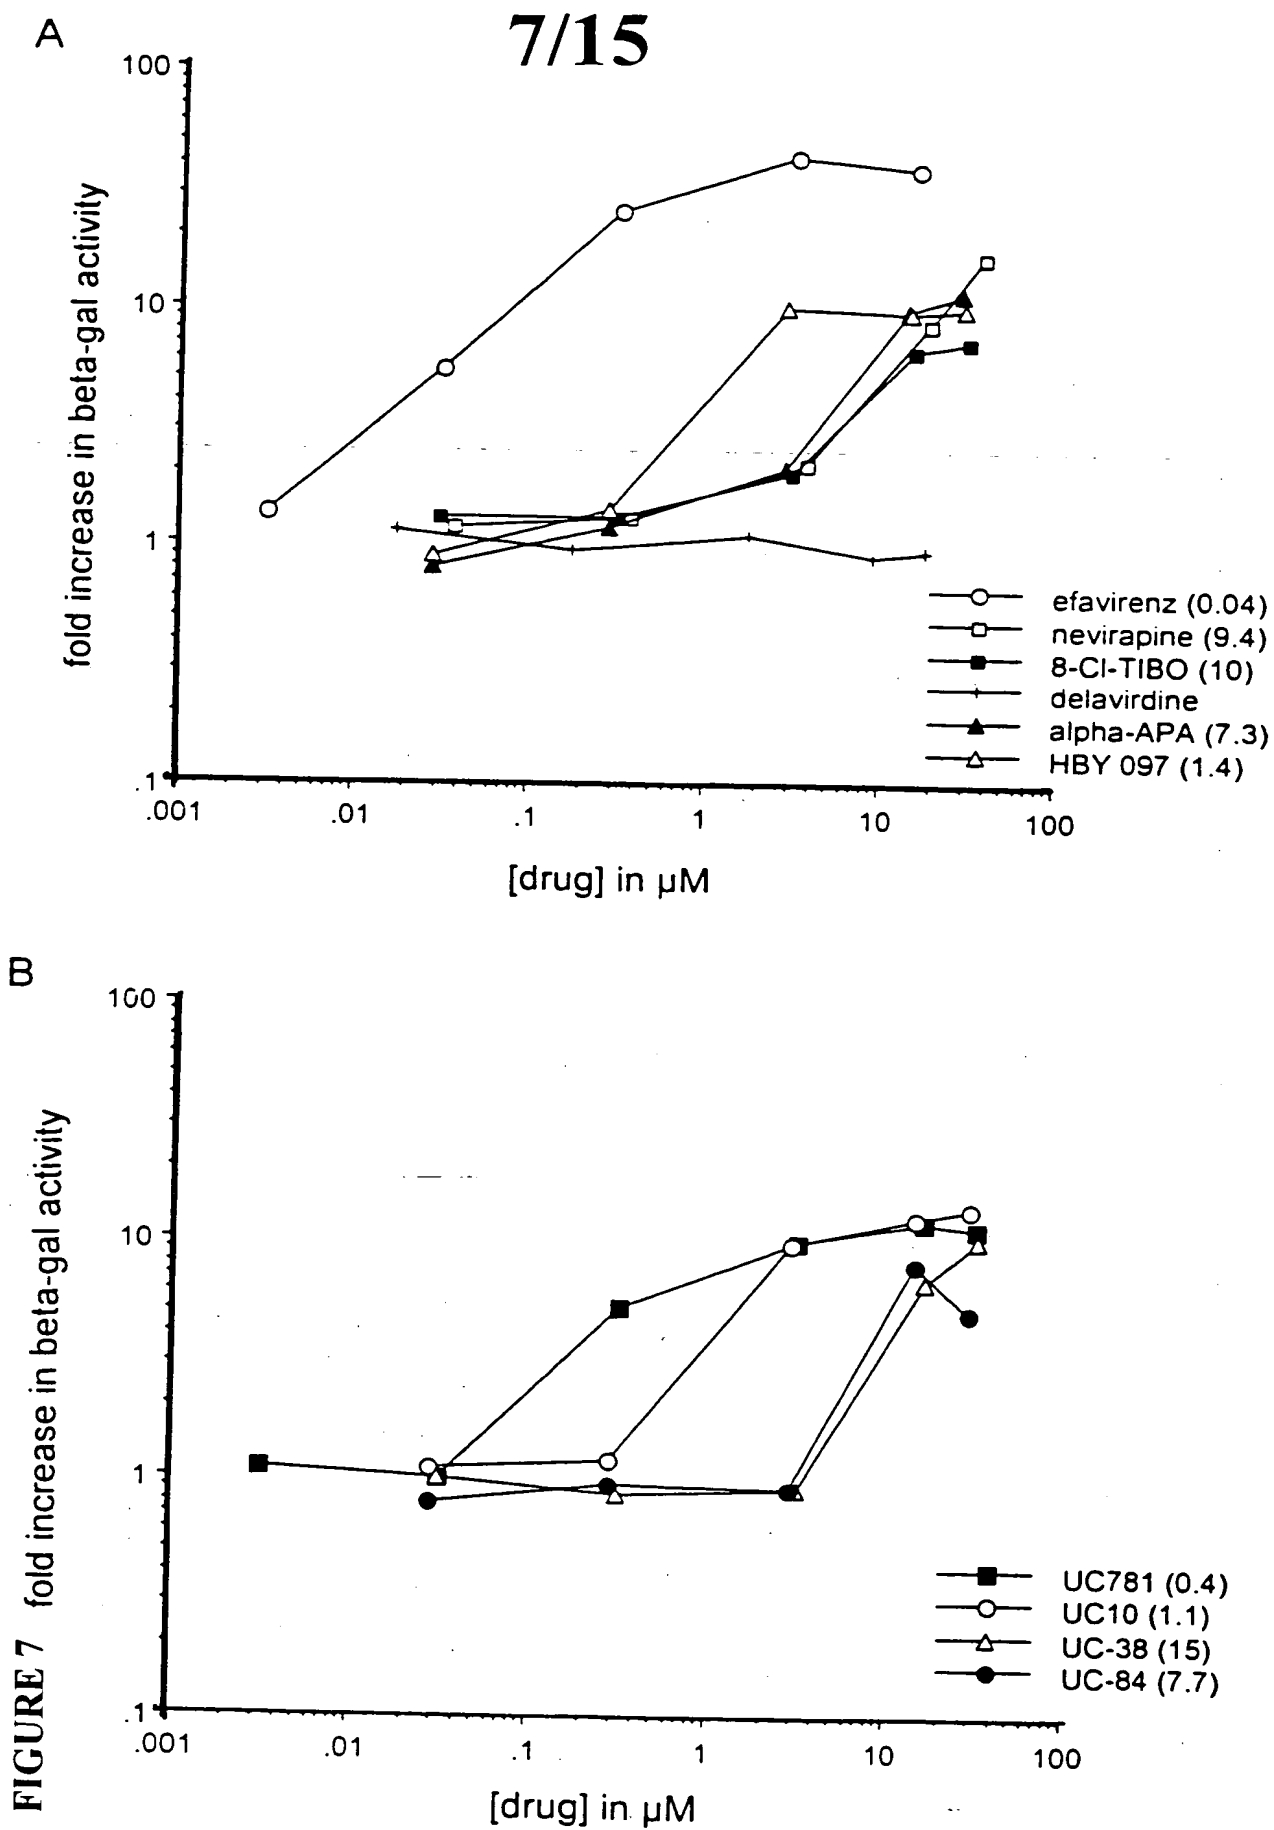 7/15
A
100
10
1
.1
fold increase in beta-gal activity
.001 .01 .1 1 10 100
[drug] in µM
efavirenz (0.04)
nevirapine (9.4)
8-Cl-TIBO (10)
delavirdine
alpha-APA (7.3)
HBY 097 (1.4)
B
100
10
1
.1
fold increase in beta-gal activity
.001 .01 .1 1 10 100
[drug] in µM
UC781 (0.4)
UC10 (1.1)
UC-38 (15)
UC-84 (7.7)
FIGURE 7